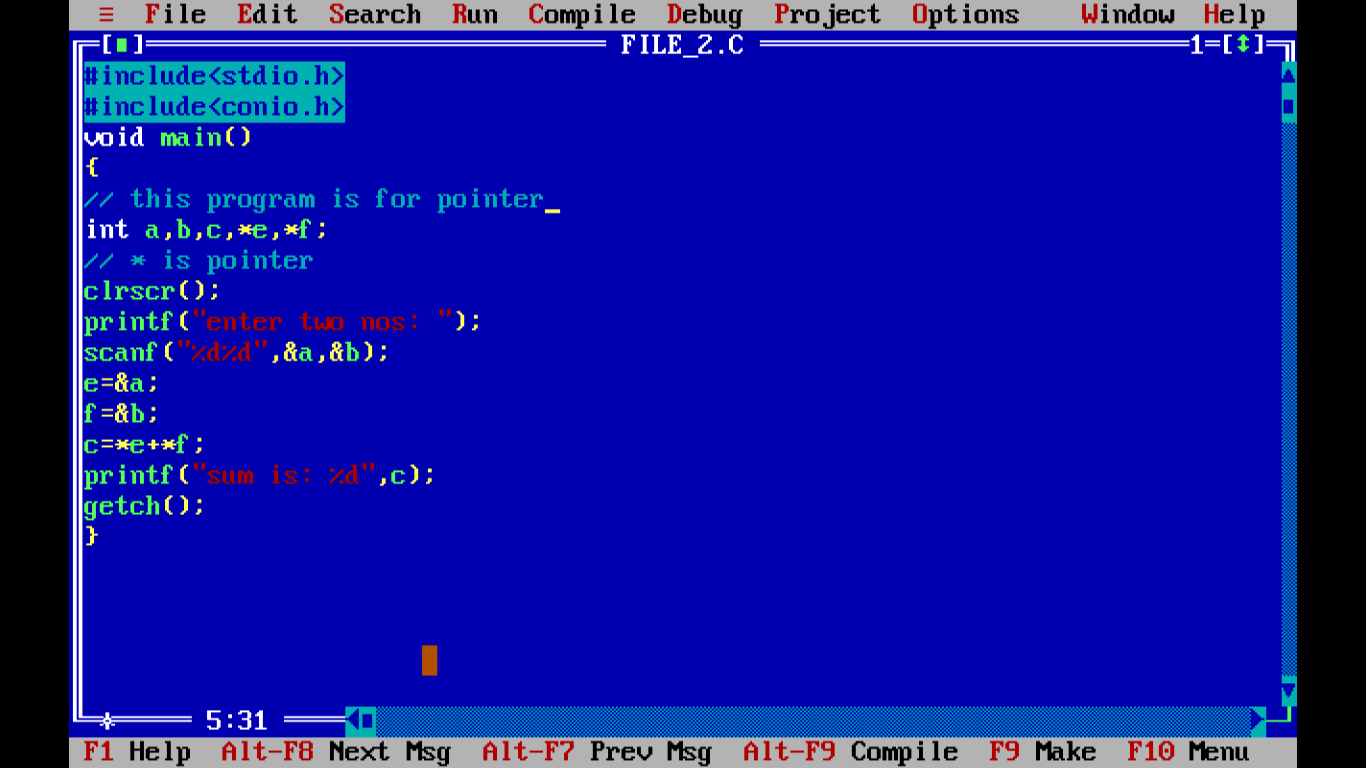 ≡ File Edit Search Run Compile Debug Project Options Window Help
[■] FILE_2.C 1=[↕]
#include<stdio.h>
#include<conio.h>
void main()
{
// this program is for pointer_
int a,b,c,*e,*f;
// * is pointer
clrscr();
printf("enter two nos: ");
scanf("%d%d",&a,&b);
e=&a;
f=&b;
c=*e+*f;
printf("sum is: %d",c);
getch();
}
5:31
F1 Help Alt-F8 Next Msg Alt-F7 Prev Msg Alt-F9 Compile F9 Make F10 Menu